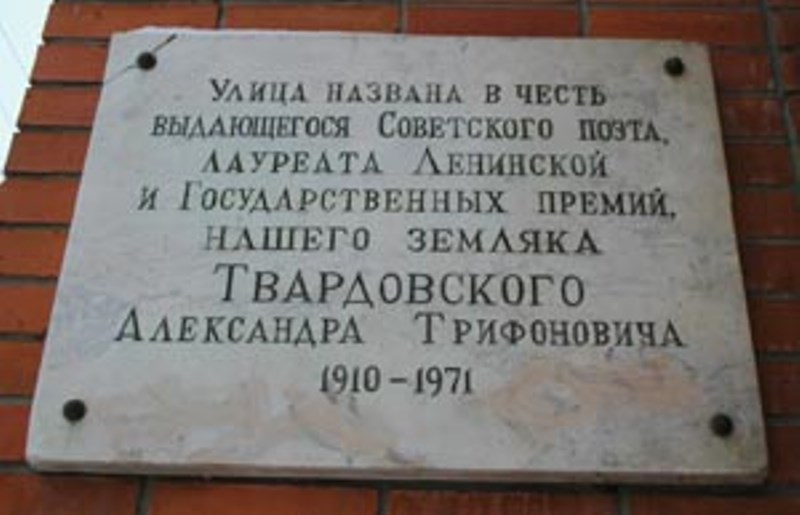 Улица названа в честь
выдающегося Советского поэта,
лауреата Ленинской
и Государственных премий,
нашего земляка
Твардовского
Александра Трифоновича
1910 – 1971